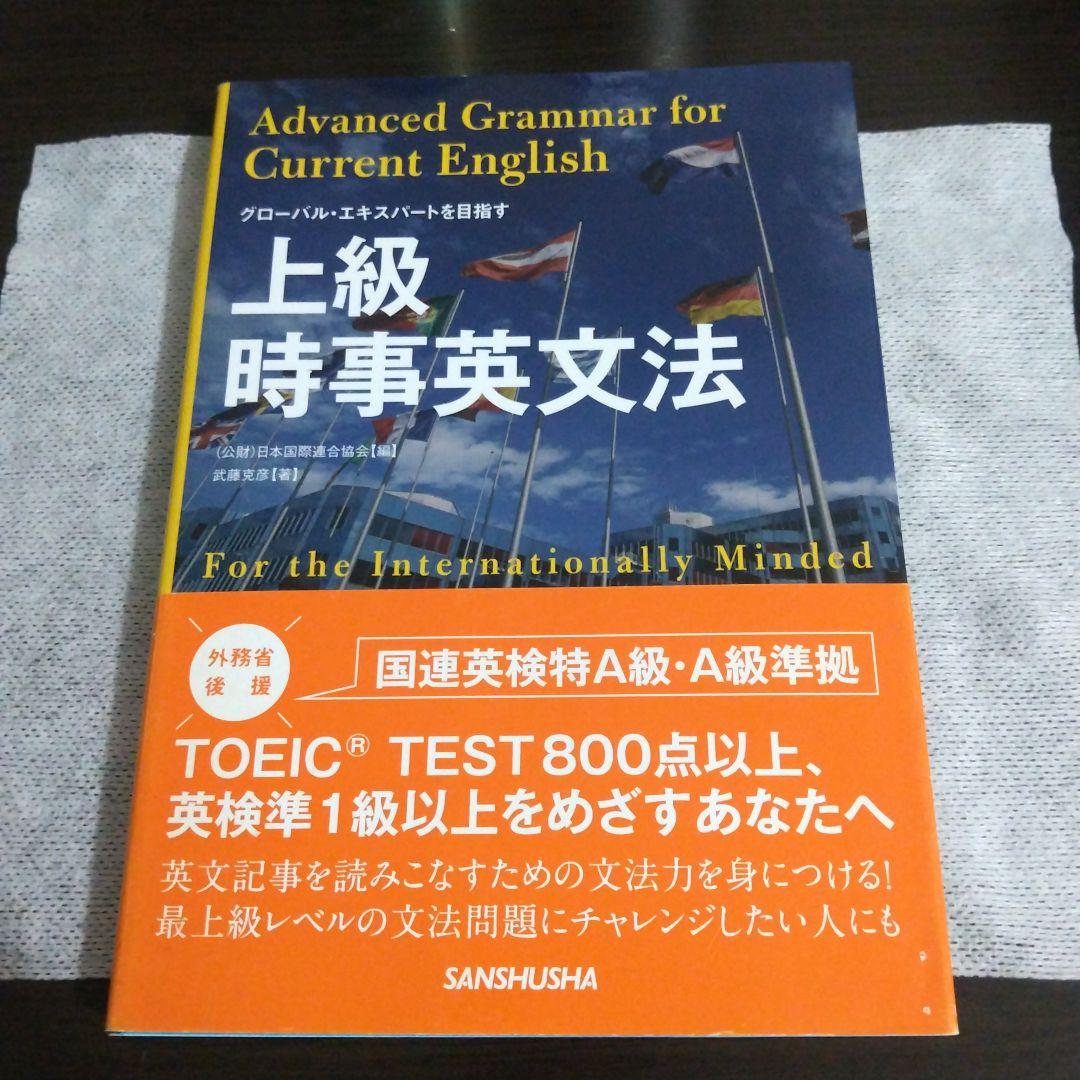 Advanced Grammar for
Current English
グローバル・エキスパートを目指す
上級
時事英文法
(公財)日本国際連合協会【編】
武藤克彦【著】
For the Internationally Minded
外務省
後援
国連英検特A級・A級準拠
TOEIC® TEST 800点以上、
英検準1級以上をめざすあなたへ
英文記事を読みこなすための文法力を身につける!
最上級レベルの文法問題にチャレンジしたい人にも
SANSHUSHA